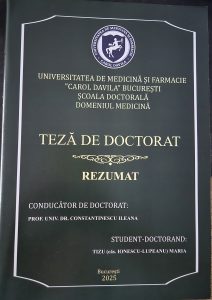 UNIVERSITATEA DE MEDICINĂ ȘI FARMACIE
"CAROL DAVILA" BUCUREȘTI
ȘCOALA DOCTORALĂ
DOMENIUL MEDICINĂ
TEZĂ DE DOCTORAT
REZUMAT
CONDUCĂTOR DE DOCTORAT:
PROF. UNIV. DR. CONSTANTINESCU ILEANA
STUDENT-DOCTORAND:
TIZU (căs. IONESCU-LUPEANU) MARIA
București
2025